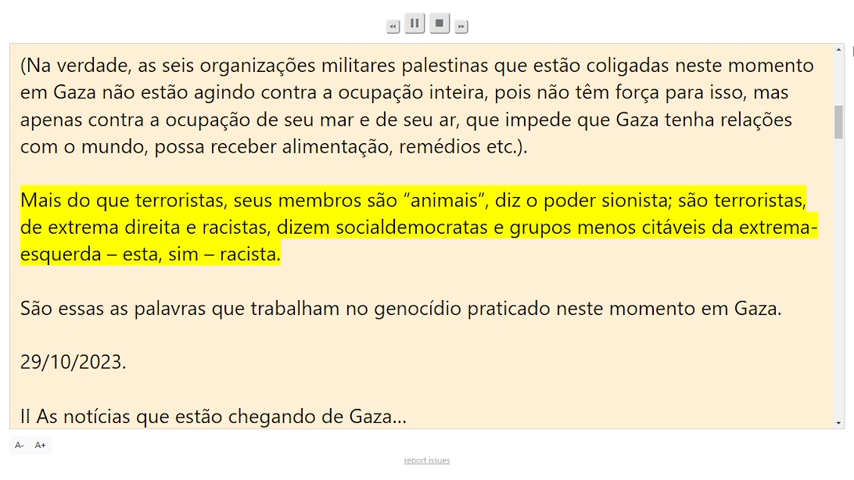 (Na verdade, as seis organizações militares palestinas que estão coligadas neste momento
em Gaza não estão agindo contra a ocupação inteira, pois não têm força para isso, mas
apenas contra a ocupação de seu mar e de seu ar, que impede que Gaza tenha relações
com o mundo, possa receber alimentação, remédios etc.).
Mais do que terroristas, seus membros são “animais”, diz o poder sionista; são terroristas,
de extrema direita e racistas, dizem socialdemocratas e grupos menos citáveis da extrema-
esquerda – esta, sim – racista.
São essas as palavras que trabalham no genocídio praticado neste momento em Gaza.
29/10/2023.
II As notícias que estão chegando de Gaza...
A- A+
report issues